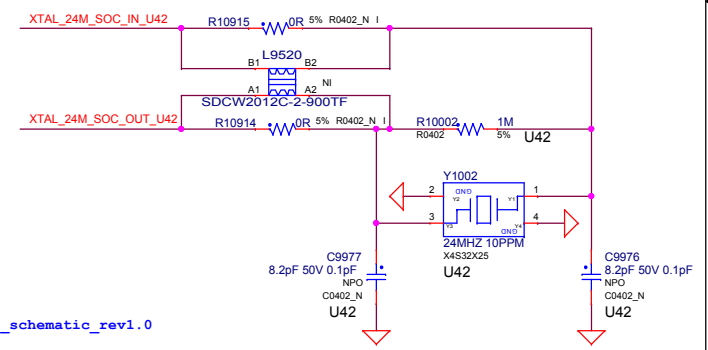 XTAL_24M_SOC_IN_U42
R10915 0R 5% R0402_N I
L9520
B1 B2
NI
A1 A2
SDCW2012C-2-900TF
XTAL_24M_SOC_OUT_U42
R10914 0R 5% R0402_N I
R10002 1M
R0402 5% U42
Y1002
2 GND 1
Y2 Y1
3 Y3 Y4 4
GND
24MHZ 10PPM
X4S32X25
U42
C9977
8.2pF 50V 0.1pF
NPO
C0402_N
U42
C9976
8.2pF 50V 0.1pF
NPO
C0402_N
U42
_schematic_rev1.0